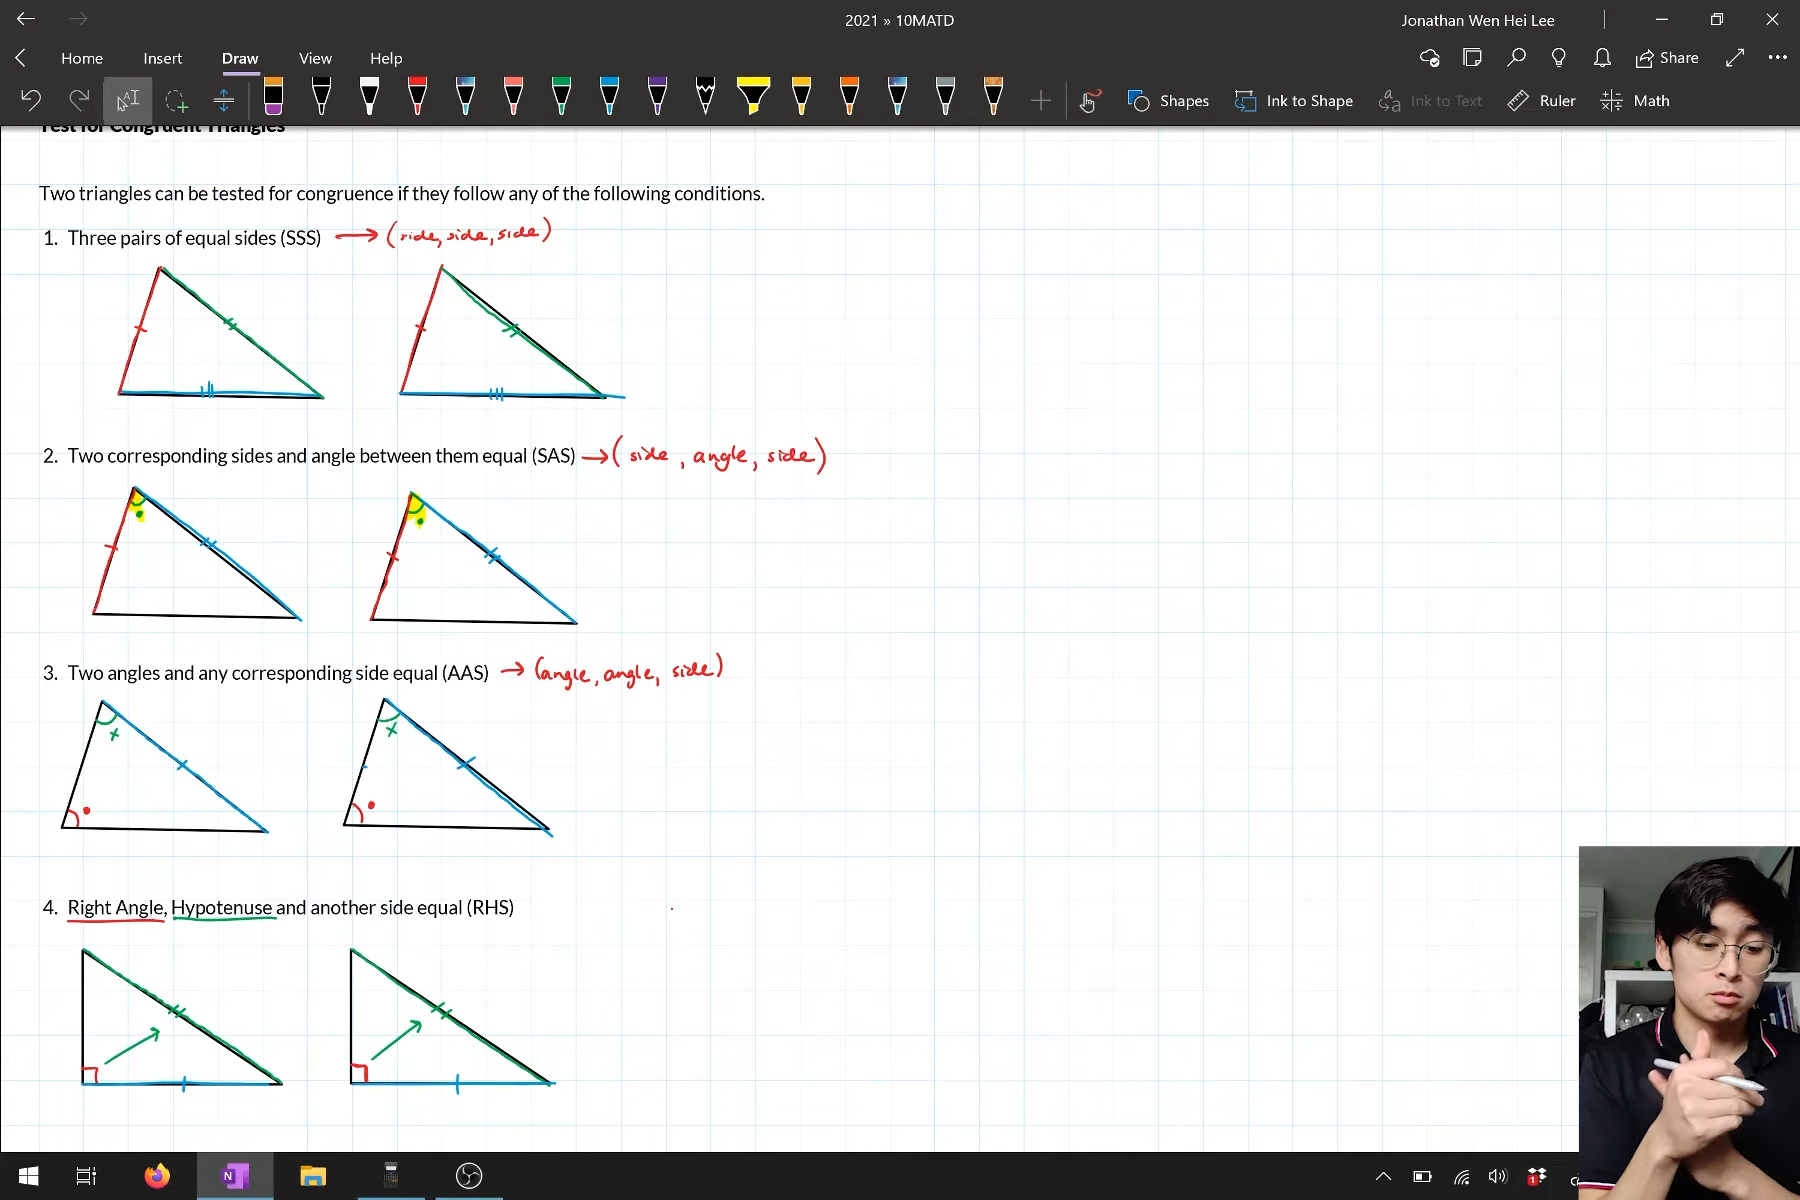 2021 » 10MATD
Jonathan Wen Hei Lee
Home Insert Draw View Help
Share
Shapes Ink to Shape Ink to Text Ruler Math
Test for Congruent Triangles
Two triangles can be tested for congruence if they follow any of the following conditions.
1. Three pairs of equal sides (SSS) → (side, side, side)
2. Two corresponding sides and angle between them equal (SAS) → (side, angle, side)
3. Two angles and any corresponding side equal (AAS) → (angle, angle, side)
x x
4. Right Angle, Hypotenuse and another side equal (RHS)